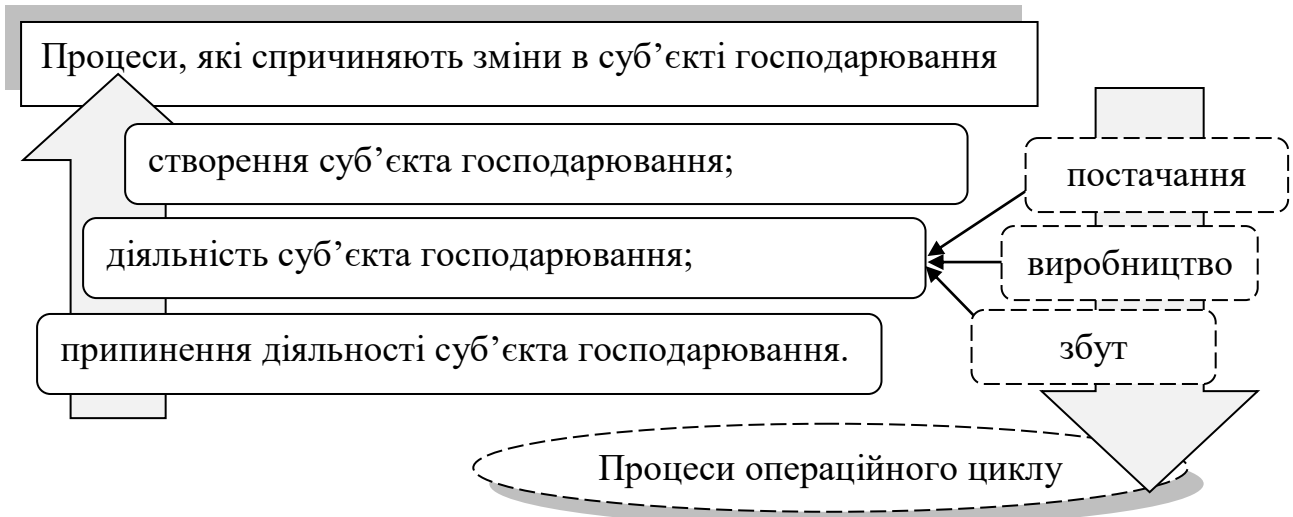 Процеси, які спричиняють зміни в суб’єкті господарювання
створення суб’єкта господарювання;
постачання
діяльність суб’єкта господарювання;
виробництво
припинення діяльності суб’єкта господарювання.
збут
Процеси операційного циклу